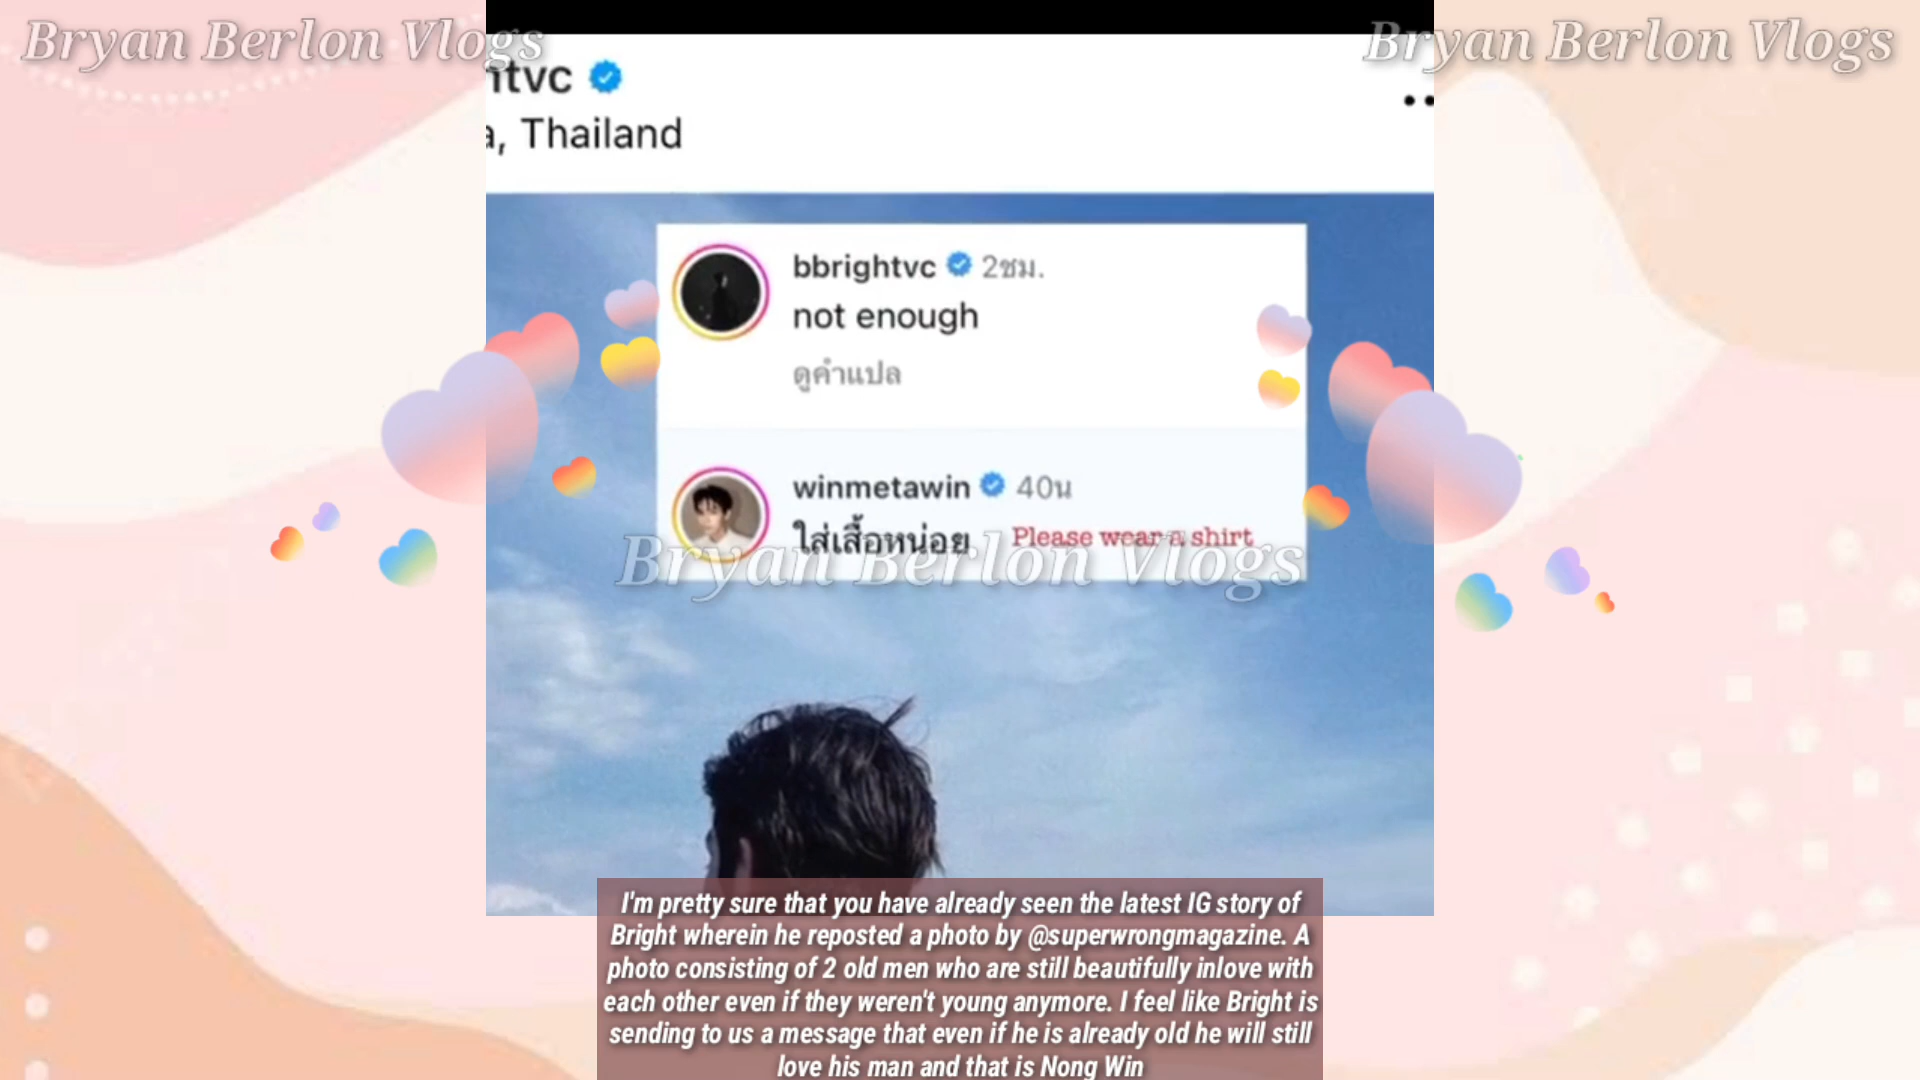 Bryan Berlon Vlogs
Bryan Berlon Vlogs
htvc
a, Thailand
bbrightvc 2ชม.
not enough
ดูคำแปล
winmetawin 40น
ใส่เสื้อหน่อย Please wear a shirt
Bryan Berlon Vlogs
I'm pretty sure that you have already seen the latest IG story of
Bright wherein he reposted a photo by @superwrongmagazine. A
photo consisting of 2 old men who are still beautifully inlove with
each other even if they weren't young anymore. I feel like Bright is
sending to us a message that even if he is already old he will still
love his man and that is Nong Win